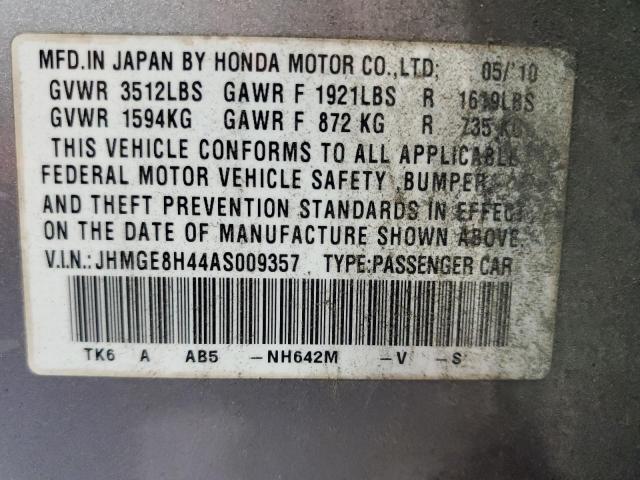 MFD.IN JAPAN BY HONDA MOTOR CO.,LTD; 05/'10
GVWR 3512LBS GAWR F 1921LBS R 1619LBS
GVWR 1594KG GAWR F 872 KG R 735 KG
THIS VEHICLE CONFORMS TO ALL APPLICABLE
FEDERAL MOTOR VEHICLE SAFETY ,BUMPER,
AND THEFT PREVENTION STANDARDS IN EFFECT
ON THE DATE OF MANUFACTURE SHOWN ABOVE.
V.I.N.:JHMGE8H44AS009357 TYPE:PASSENGER CAR
TK6 A AB5 -NH642M -V -S